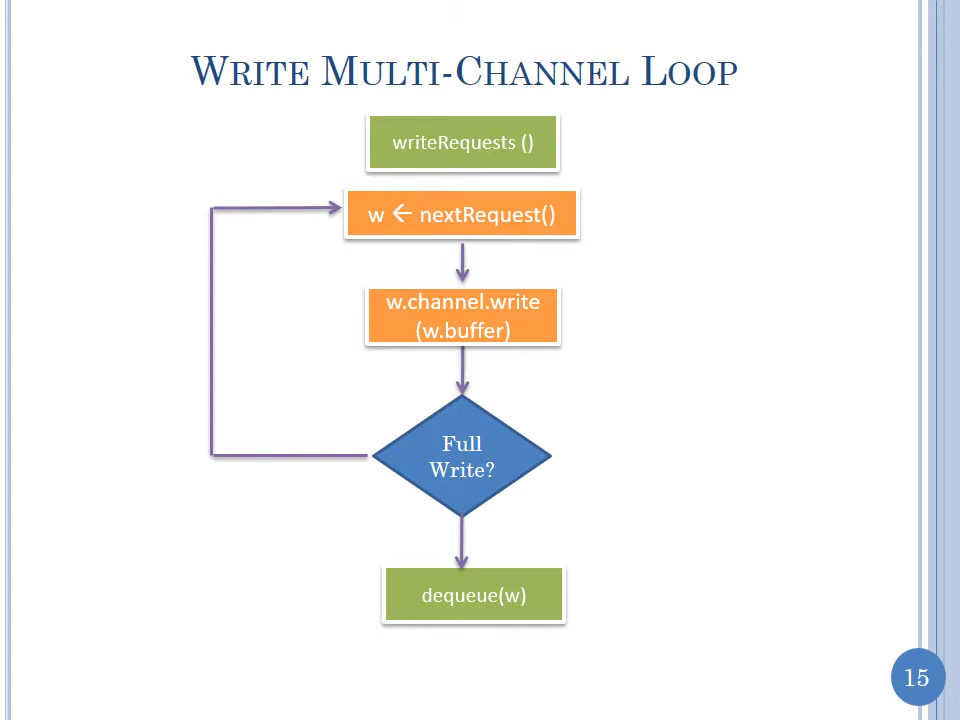 WRITE MULTI-CHANNEL LOOP
writeRequests ()
w ← nextRequest()
w.channel.write
(w.buffer)
Full
Write?
dequeue(w)
15